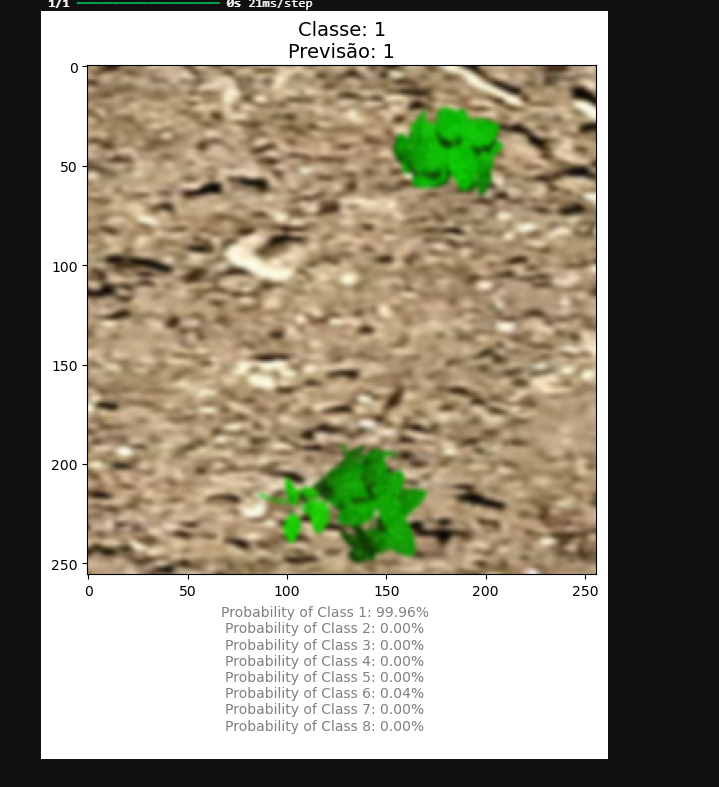 1/1 ━━━━━━━━━━━━━━━━━━━━ 0s 21ms/step
Classe: 1
Previsão: 1
0
50
100
150
200
250
0 50 100 150 200 250
Probability of Class 1: 99.96%
Probability of Class 2: 0.00%
Probability of Class 3: 0.00%
Probability of Class 4: 0.00%
Probability of Class 5: 0.00%
Probability of Class 6: 0.04%
Probability of Class 7: 0.00%
Probability of Class 8: 0.00%